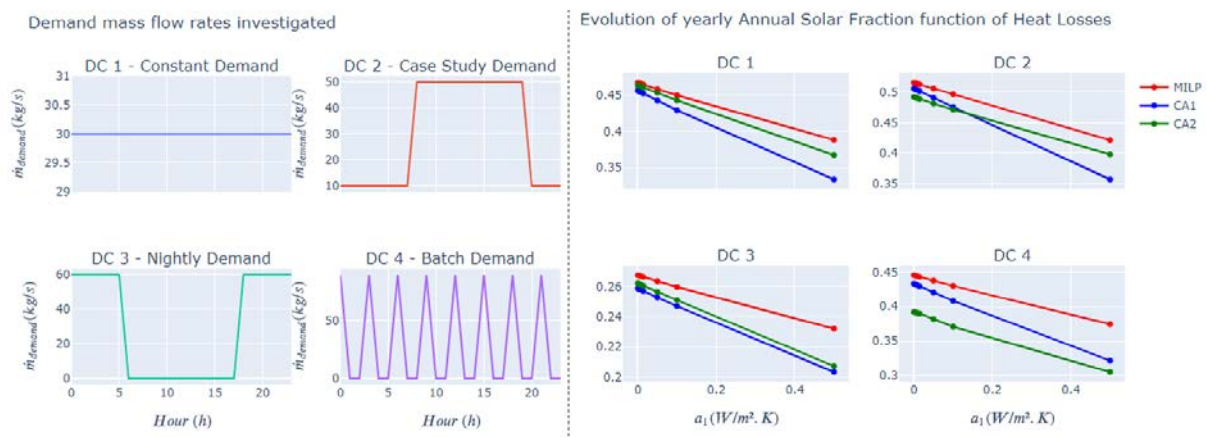 Demand mass flow rates investigated
DC 1 - Constant Demand
31
30.5
30
29.5
29
ṁdemand(kg/s)
DC 2 - Case Study Demand
50
40
30
20
10
ṁdemand(kg/s)
DC 3 - Nightly Demand
60
40
20
0
ṁdemand(kg/s)
0 5 10 15 20
Hour (h)
DC 4 - Batch Demand
50
0
ṁdemand(kg/s)
0 5 10 15 20
Hour (h)
Evolution of yearly Annual Solar Fraction function of Heat Losses
DC 1
0.45
0.4
0.35
DC 2
0.5
0.45
0.4
0.35
MILP
CA1
CA2
DC 3
0.26
0.24
0.22
0.2
0 0.2 0.4
a₁(W/m². K)
DC 4
0.45
0.4
0.35
0.3
0 0.2 0.4
a₁(W/m². K)